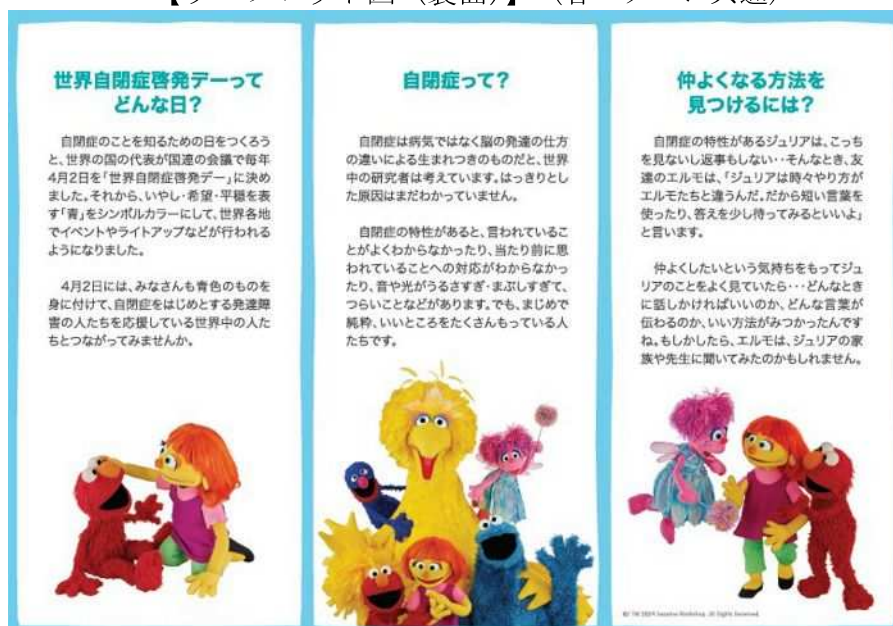 世界自閉症啓発デーって
どんな日?
自閉症のことを知るための日をつくろう
と、世界の国の代表が国連の会議で毎年
4月2日を「世界自閉症啓発デー」に決め
ました。それから、いやし・希望・平穏を表
す「青」をシンボルカラーにして、世界各地
でイベントやライトアップなどが行われる
ようになりました。
4月2日には、みなさんも青色のものを
身に付けて、自閉症をはじめとする発達障
害の人たちを応援している世界中の人た
ちとつながってみませんか。
自閉症って?
自閉症は病気ではなく脳の発達の仕方
の違いによる生まれつきのものだと、世界
中の研究者は考えています。はっきりとし
た原因はまだわかっていません。
自閉症の特性があると、言われているこ
とがよくわからなかったり、当たり前に思
われていることへの対応がわからなかっ
たり、音や光がうるさすぎ・まぶしすぎて、
つらいことなどがあります。でも、まじめで
純粋、いいところをたくさんもっている人
たちです。
仲よくなる方法を
見つけるには?
自閉症の特性があるジュリアは、こっち
を見ないし返事もしない‥そんなとき、友
達のエルモは、「ジュリアは時々やり方が
エルモたちと違うんだ。だから短い言葉を
使ったり、答えを少し待ってみるといいよ」
と言います。
仲よくしたいという気持ちをもってジュ
リアのことをよく見ていたら・・・どんなとき
に話しかければいいのか、どんな言葉が
伝わるのか、いい方法がみつかったんです
ね。もしかしたら、エルモは、ジュリアの家
族や先生に聞いてみたのかもしれません。
©/TM 2024 Sesame Workshop. All Rights Reserved.